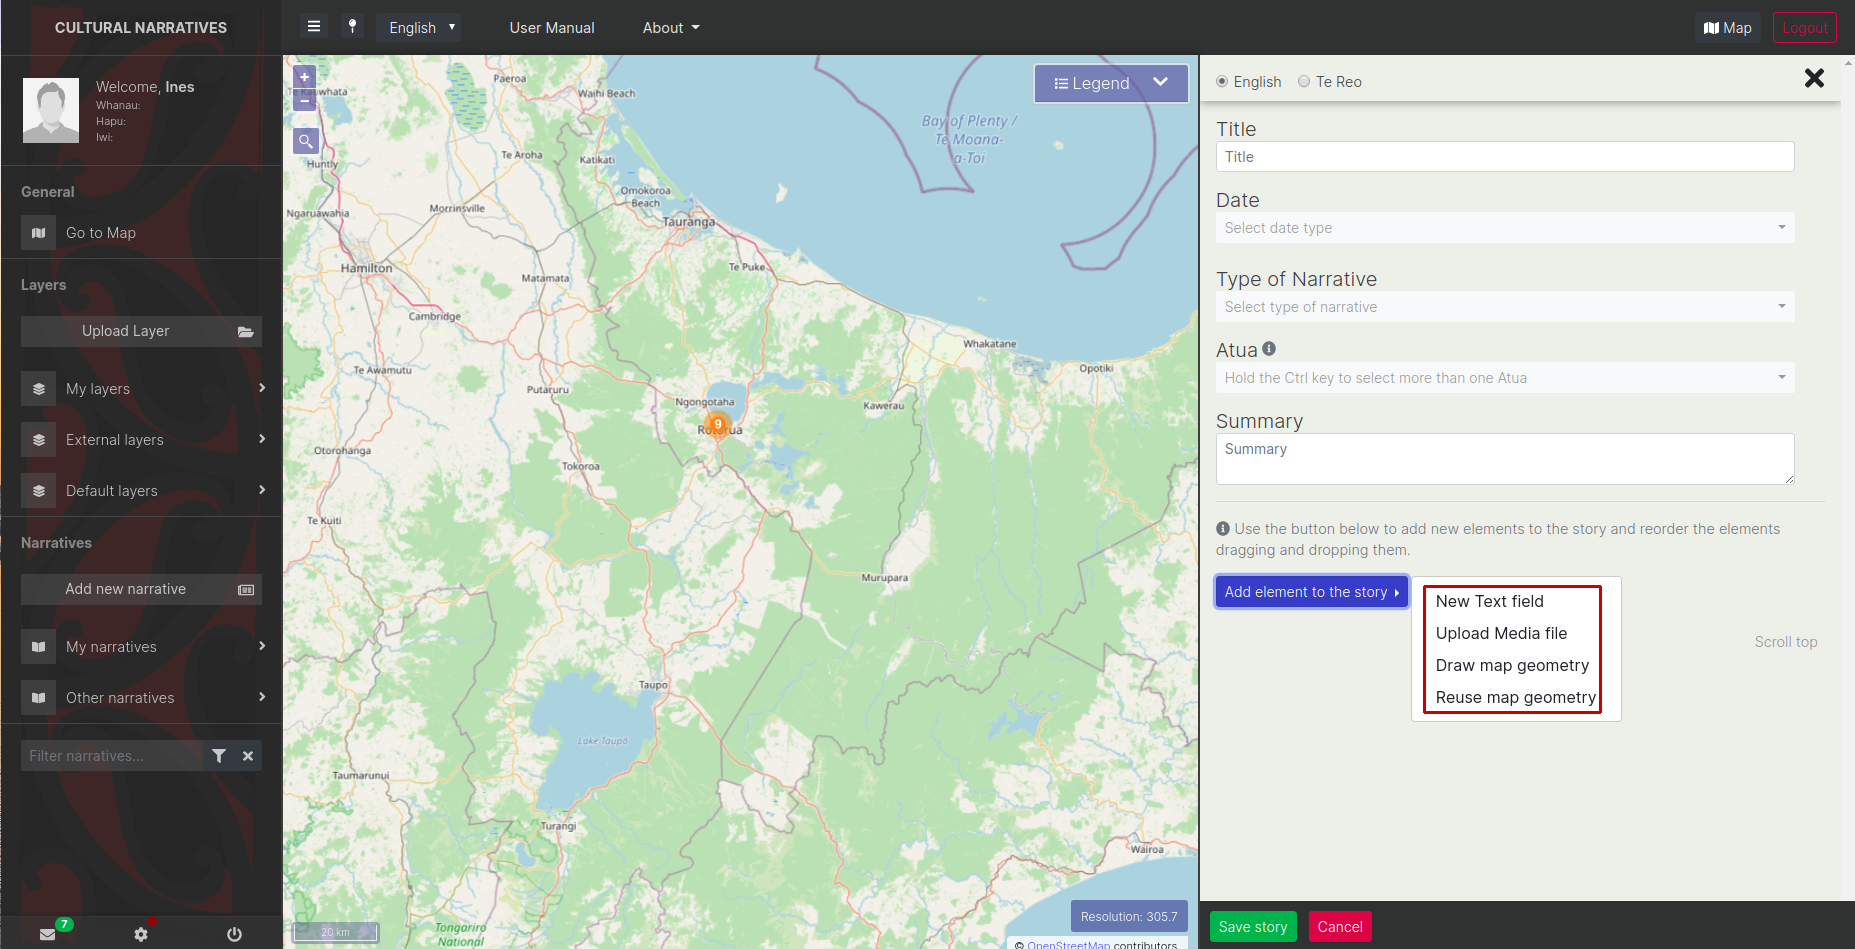 CULTURAL NARRATIVES
English
User Manual
About
Map
Logout
Welcome, Ines
Whanau:
Hapu:
Iwi:
General
Go to Map
Layers
Upload Layer
My layers
External layers
Default layers
Narratives
Add new narrative
My narratives
Other narratives
Filter narratives...
7
+
−
Legend
Paeroa
Te Kauwhata
Waihi Beach
Bay of Plenty /
Te Moana-
a-Toi
Huntly
Te Aroha
Katikati
Omokoroa
Beach
Ngaruawahia
Morrinsville
Tauranga
Hamilton
Te Puke
Matamata
Cambridge
Whakatane
Te Awamutu
Opotiki
Putaruru
Ngongotaha
Kawerau
9
Rotorua
Otorohanga
Tokoroa
Te Kuiti
Murupara
Taupo
Lake Taupō
Taumarunui
Turangi
Wairoa
Tongariro
National
20 km
Resolution: 305.7
© OpenStreetMap contributors
English
Te Reo
Title
Title
Date
Select date type
Type of Narrative
Select type of narrative
Atua
Hold the Ctrl key to select more than one Atua
Summary
Summary
Use the button below to add new elements to the story and reorder the elements
dragging and dropping them.
Add element to the story
New Text field
Upload Media file
Draw map geometry
Reuse map geometry
Scroll top
Save story
Cancel